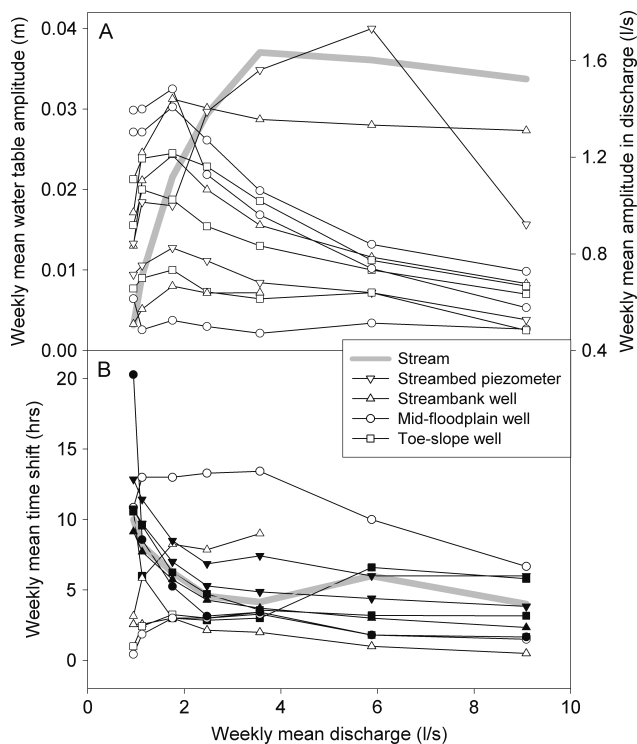 A
0.04
0.03
0.02
0.01
0.00
Weekly mean water table amplitude (m)
1.6
1.2
0.8
0.4
Weekly mean amplitude in discharge (l/s)
Stream
Streambed piezometer
Streambank well
Mid-floodplain well
Toe-slope well
B
20
15
10
5
0
Weekly mean time shift (hrs)
0 2 4 6 8 10
Weekly mean discharge (l/s)